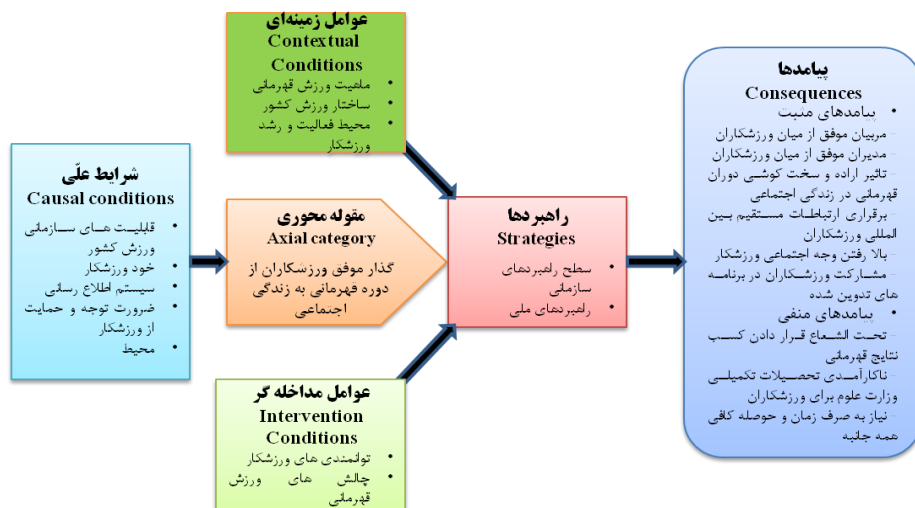 عوامل زمینه‌ای
Contextual
Conditions
• ماهیت ورزش قهرمانی
• ساختار ورزش کشور
• محیط فعالیت و رشد
ورزشکار
شرایط علّی
Causal conditions
• قابلیت های سازمانی
ورزش کشور
• خود ورزشکار
• سیستم اطلاع رسانی
• ضرورت توجه و حمایت
از ورزشکار
• محیط
مقوله محوری
Axial category
گذار موفق ورزشکاران از
دوره قهرمانی به زندگی
اجتماعی
عوامل مداخله گر
Intervention
Conditions
• توانمندی های ورزشکار
• چالش های ورزش
قهرمانی
راهبردها
Strategies
• سطح راهبردهای
سازمانی
• راهبردهای ملی
پیامدها
Consequences
• پیامدهای مثبت
- مربیان موفق از میان ورزشکاران
- مدیران موفق از میان ورزشکاران
- تاثیر اراده و سخت کوشی دوران
قهرمانی در زندگی اجتماعی
- برقراری ارتباطات مستقیم بین
المللی ورزشکاران
- بالا رفتن وجه اجتماعی ورزشکار
- مشارکت ورزشکاران در برنامه
های تدوین شده
• پیامدهای منفی
- تحت الشعاع قرار دادن کسب
نتایج قهرمانی
- ناکارآمدی تحصیلات تکمیلی
وزارت علوم برای ورزشکاران
- نیاز به صرف زمان و حوصله کافی
همه جانبه